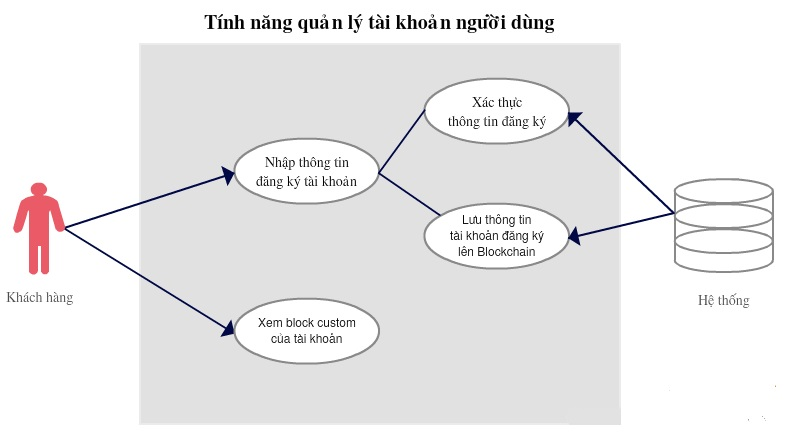 Tính năng quản lý tài khoản người dùng
Xác thực
thông tin đăng ký
Nhập thông tin
đăng ký tài khoản
Lưu thông tin
tài khoản đăng ký
lên Blockchain
Khách hàng
Hệ thống
Xem block custom
của tài khoản